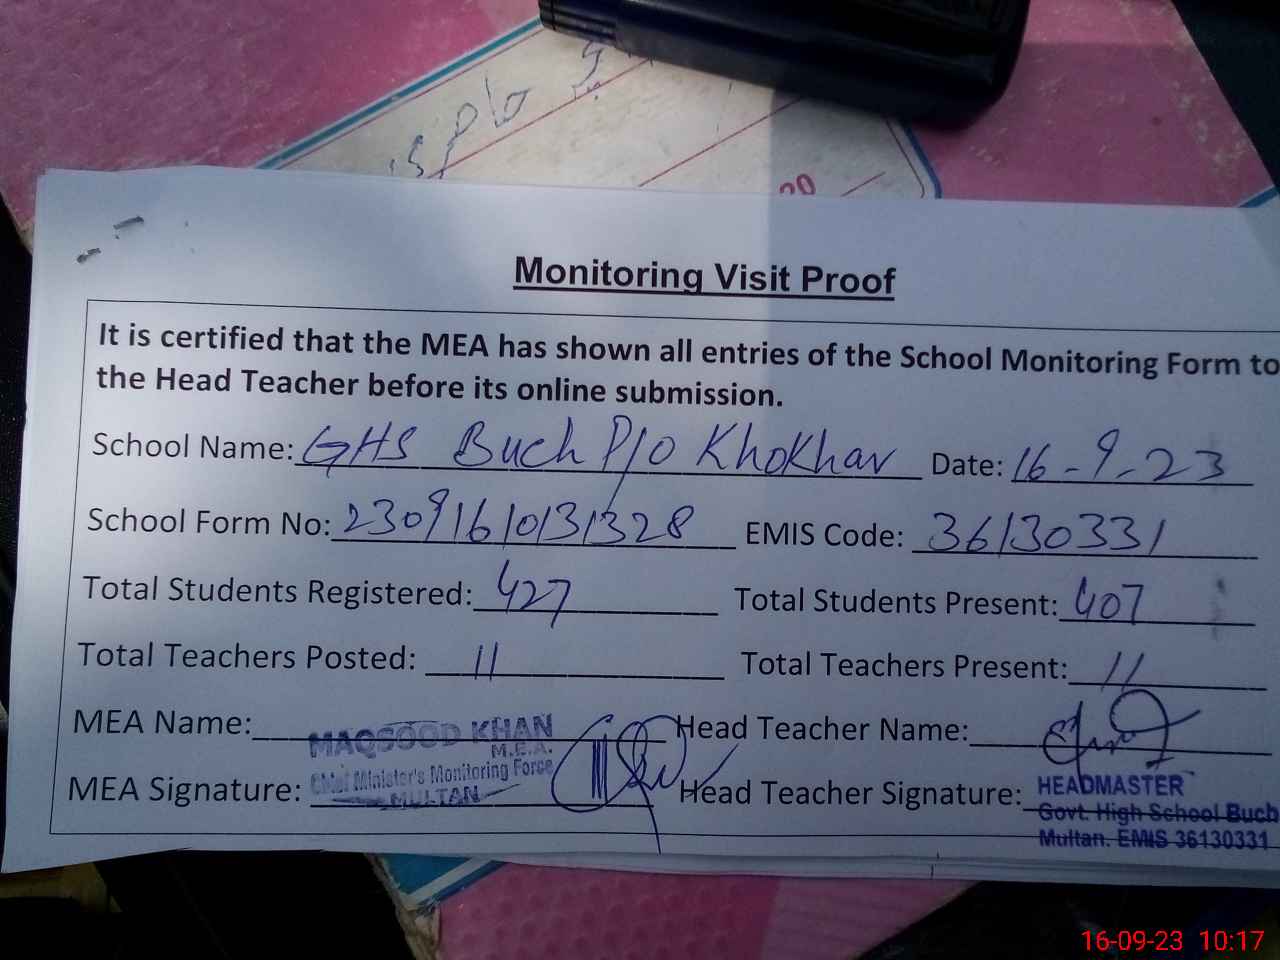 Monitoring Visit Proof
It is certified that the MEA has shown all entries of the School Monitoring Form to
the Head Teacher before its online submission.
School Name: GHS Buch P/O Khokhar Date: 16-9-23
School Form No: 23091610131328 EMIS Code: 36130331
Total Students Registered: 427 Total Students Present: 407
Total Teachers Posted: 11 Total Teachers Present: 11
MEA Name: Head Teacher Name:
MAQSOOD KHAN
M.E.A.
Chief Minister's Monitoring Force
MULTAN
MEA Signature: Head Teacher Signature:
HEADMASTER
Govt. High School Buch
Multan. EMIS 36130331
16-09-23 10:17